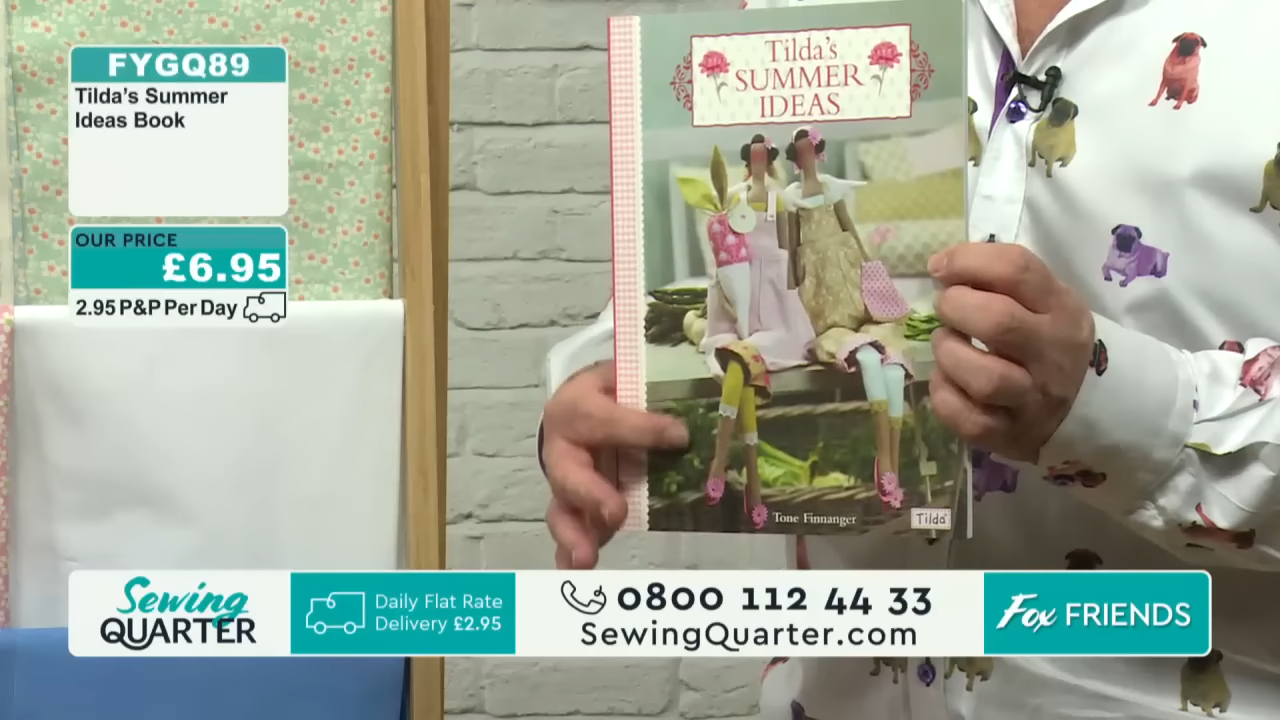 FYGQ89
Tilda's Summer
Ideas Book
OUR PRICE
£6.95
2.95 P&P Per Day
Tilda's
SUMMER
IDEAS
Tone Finnanger
Tilda
Sewing
QUARTER
Daily Flat Rate
Delivery £2.95
0800 112 44 33
SewingQuarter.com
Fox FRIENDS